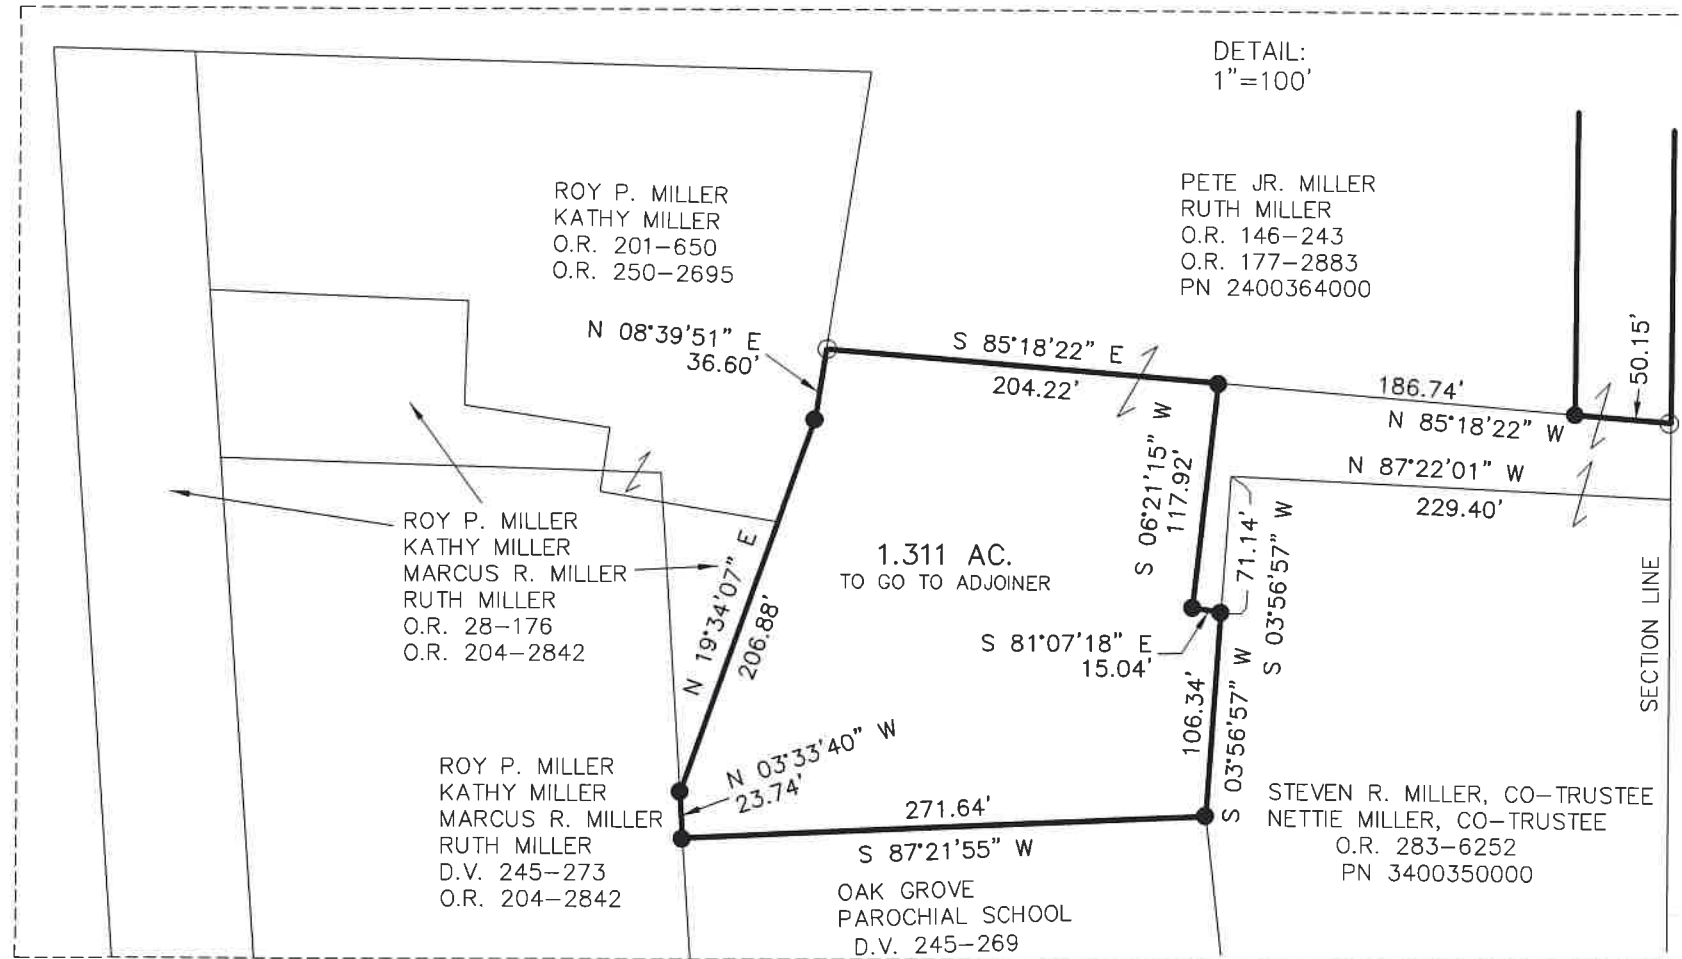 DETAIL:
1"=100'
ROY P. MILLER
KATHY MILLER
O.R. 201-650
O.R. 250-2695
PETE JR. MILLER
RUTH MILLER
O.R. 146-243
O.R. 177-2883
PN 2400364000
N 08°39'51" E
36.60'
S 85°18'22" E
204.22'
186.74'
N 85°18'22" W
50.15'
N 87°22'01" W
229.40'
S 06°21'15" W
117.92'
71.14'
S 03°56'57" W
ROY P. MILLER
KATHY MILLER
MARCUS R. MILLER
RUTH MILLER
O.R. 28-176
O.R. 204-2842
N 19°34'07" E
206.88'
1.311 AC.
TO GO TO ADJOINER
S 81°07'18" E
15.04'
106.34'
S 03°56'57" W
SECTION LINE
N 03°33'40" W
23.74'
ROY P. MILLER
KATHY MILLER
MARCUS R. MILLER
RUTH MILLER
D.V. 245-273
O.R. 204-2842
271.64'
S 87°21'55" W
STEVEN R. MILLER, CO-TRUSTEE
NETTIE MILLER, CO-TRUSTEE
O.R. 283-6252
PN 3400350000
OAK GROVE
PAROCHIAL SCHOOL
D.V. 245-269